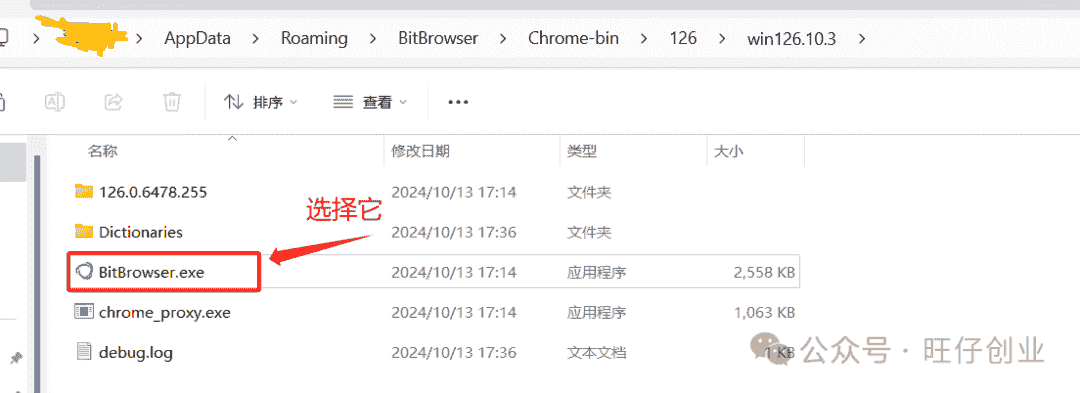 AppData > Roaming > BitBrowser > Chrome-bin > 126 > win126.10.3 >
排序 查看
名称 修改日期 类型 大小
126.0.6478.255 2024/10/13 17:14 文件夹
选择它
Dictionaries 2024/10/13 17:36 文件夹
BitBrowser.exe 2024/10/13 17:14 应用程序 2,558 KB
chrome_proxy.exe 2024/10/13 17:14 应用程序 1,063 KB
debug.log 2024/10/13 17:36 文本文档 1 KB
公众号 · 旺仔创业